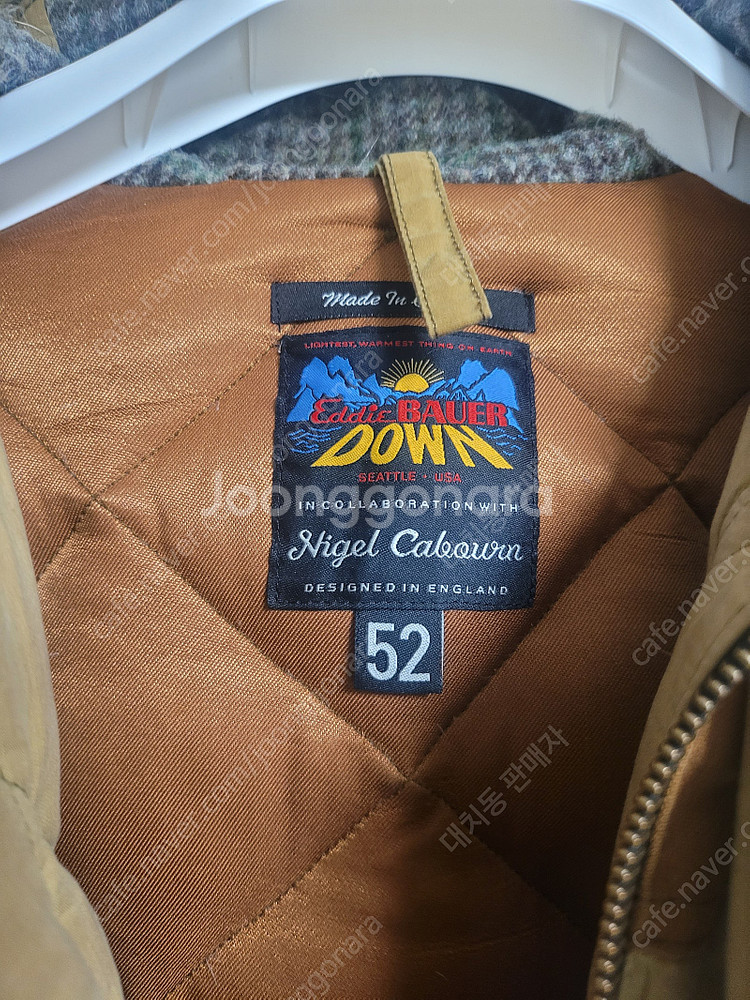 Made In
LIGHTEST, WARMEST THING ON EARTH
Eddie BAUER
DOWN
SEATTLE · USA
Joonggonara
IN COLLABORATION WITH
Nigel Cabourn
DESIGNED IN ENGLAND
52
대치동 판매자
cafe.naver.com/joonggonara